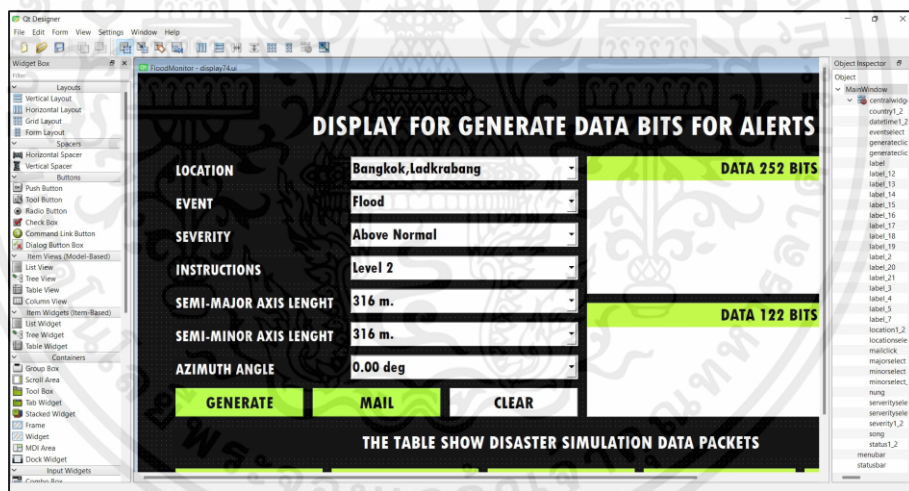 Qt Designer
File Edit Form View Settings Window Help
Widget Box
Filter
Layouts
Vertical Layout
Horizontal Layout
Grid Layout
Form Layout
Spacers
Horizontal Spacer
Vertical Spacer
Buttons
Push Button
Tool Button
Radio Button
Check Box
Command Link Button
Dialog Button Box
Item Views (Model-Based)
List View
Tree View
Table View
Column View
Item Widgets (Item-Based)
List Widget
Tree Widget
Table Widget
Containers
Group Box
Scroll Area
Tool Box
Tab Widget
Stacked Widget
Frame
Widget
MDI Area
Dock Widget
Input Widgets
Combo Box
FloodMonitor - display74.ui
DISPLAY FOR GENERATE DATA BITS FOR ALERTS
LOCATION Bangkok,Ladkrabang
EVENT Flood
SEVERITY Above Normal
INSTRUCTIONS Level 2
SEMI-MAJOR AXIS LENGHT 316 m.
SEMI-MINOR AXIS LENGHT 316 m.
AZIMUTH ANGLE 0.00 deg
GENERATE MAIL CLEAR
DATA 252 BITS
DATA 122 BITS
THE TABLE SHOW DISASTER SIMULATION DATA PACKETS
Object Inspector
Object
MainWindow
centralwidg
country1_2
datetime1_2
eventselect
generateclic
generateclic
label
label_12
label_13
label_14
label_15
label_16
label_17
label_18
label_19
label_2
label_20
label_21
label_3
label_4
label_5
label_7
location1_2
locationsele
mailclick
majorselect
minorselect
minorselect_
nung
serveritysele
serveritysele
severity1_2
song
status1_2
menubar
statusbar